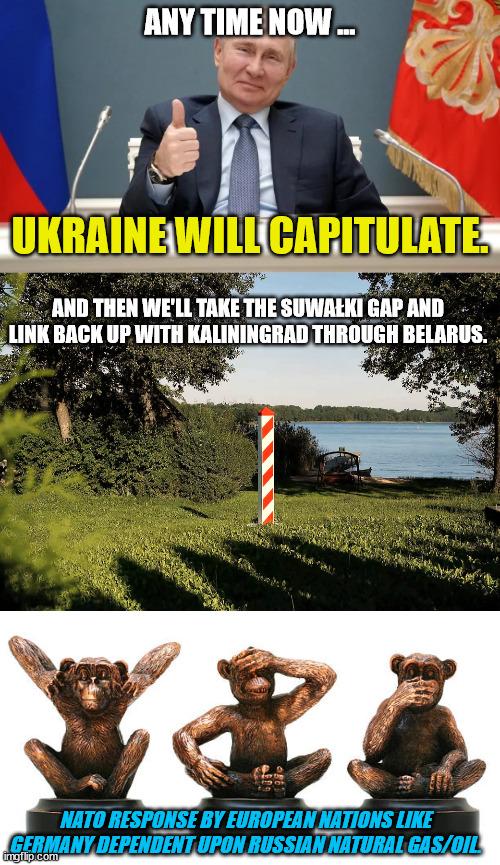 ANY TIME NOW ...
UKRAINE WILL CAPITULATE.
AND THEN WE'LL TAKE THE SUWAŁKI GAP AND
LINK BACK UP WITH KALININGRAD THROUGH BELARUS.
NATO RESPONSE BY EUROPEAN NATIONS LIKE
GERMANY DEPENDENT UPON RUSSIAN NATURAL GAS/OIL.
imgflip.com